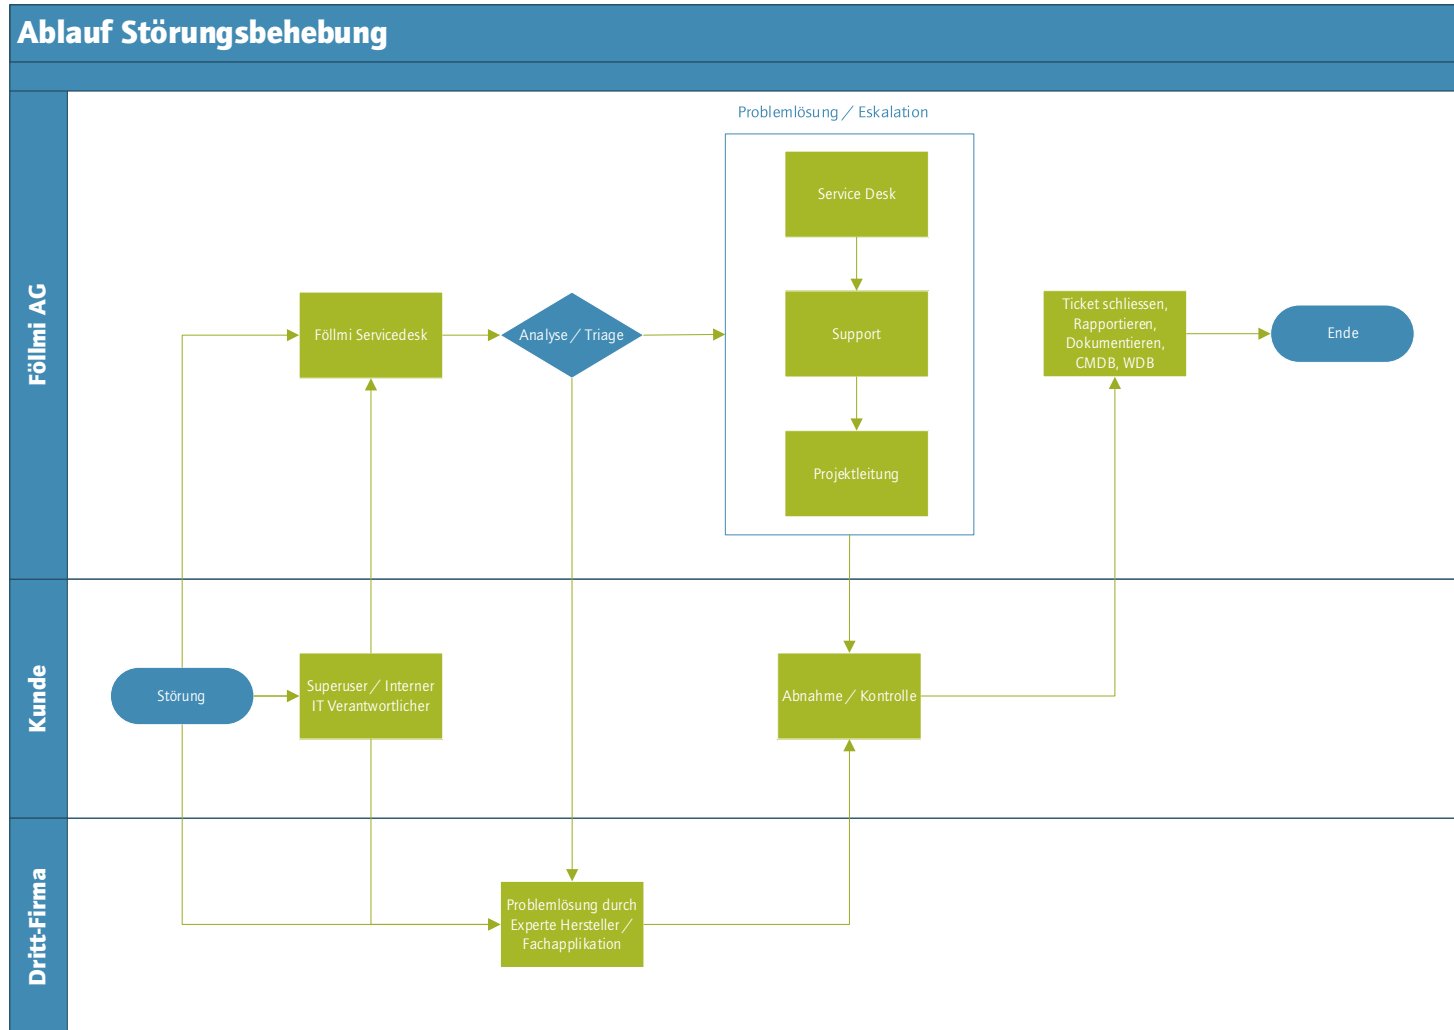 Ablauf Störungsbehebung
Föllmi AG
Problemlösung / Eskalation
Service Desk
Föllmi Servicedesk
Analyse / Triage
Support
Ticket schliessen,
Rapportieren,
Dokumentieren,
CMDB, WDB
Ende
Projektleitung
Kunde
Störung
Superuser / Interner
IT Verantwortlicher
Abnahme / Kontrolle
Dritt-Firma
Problemlösung durch
Experte Hersteller /
Fachapplikation